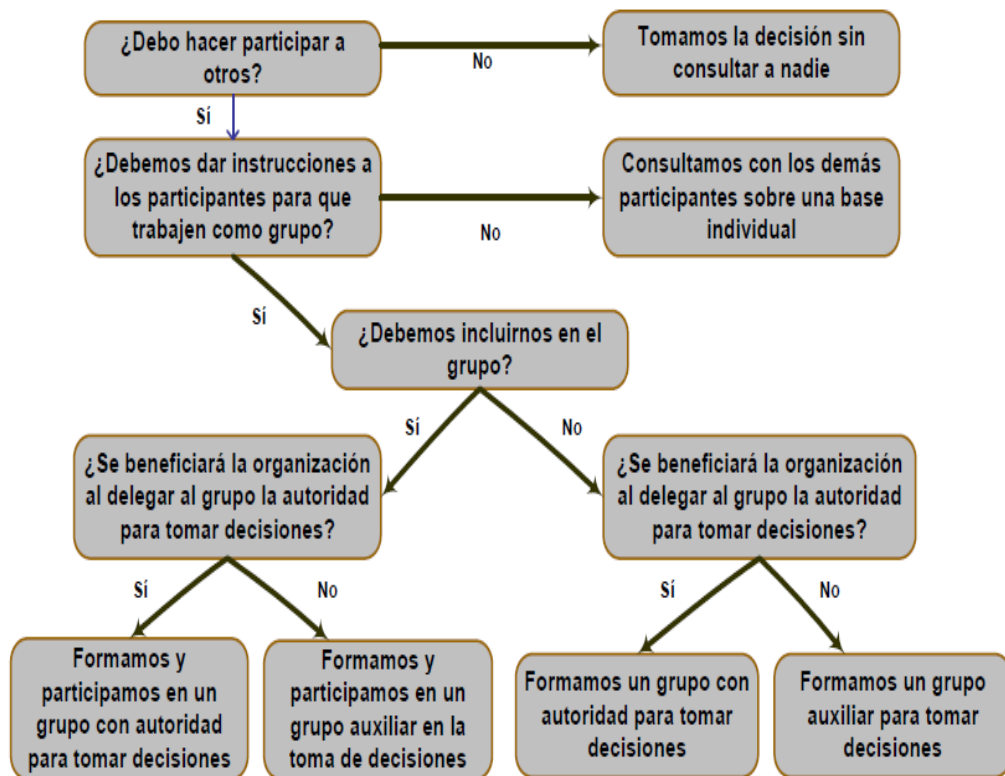 ¿Debo hacer participar a
otros?
No
Tomamos la decisión sin
consultar a nadie
Sí
¿Debemos dar instrucciones a
los participantes para que
trabajen como grupo?
No
Consultamos con los demás
participantes sobre una base
individual
Sí
¿Debemos incluirnos en el
grupo?
Sí
No
¿Se beneficiará la organización
al delegar al grupo la autoridad
para tomar decisiones?
¿Se beneficiará la organización
al delegar al grupo la autoridad
para tomar decisiones?
Sí
No
Sí
No
Formamos y
participamos en un
grupo con autoridad
para tomar decisiones
Formamos y
participamos en un
grupo auxiliar en la
toma de decisiones
Formamos un grupo con
autoridad para tomar
decisiones
Formamos un grupo
auxiliar para tomar
decisiones